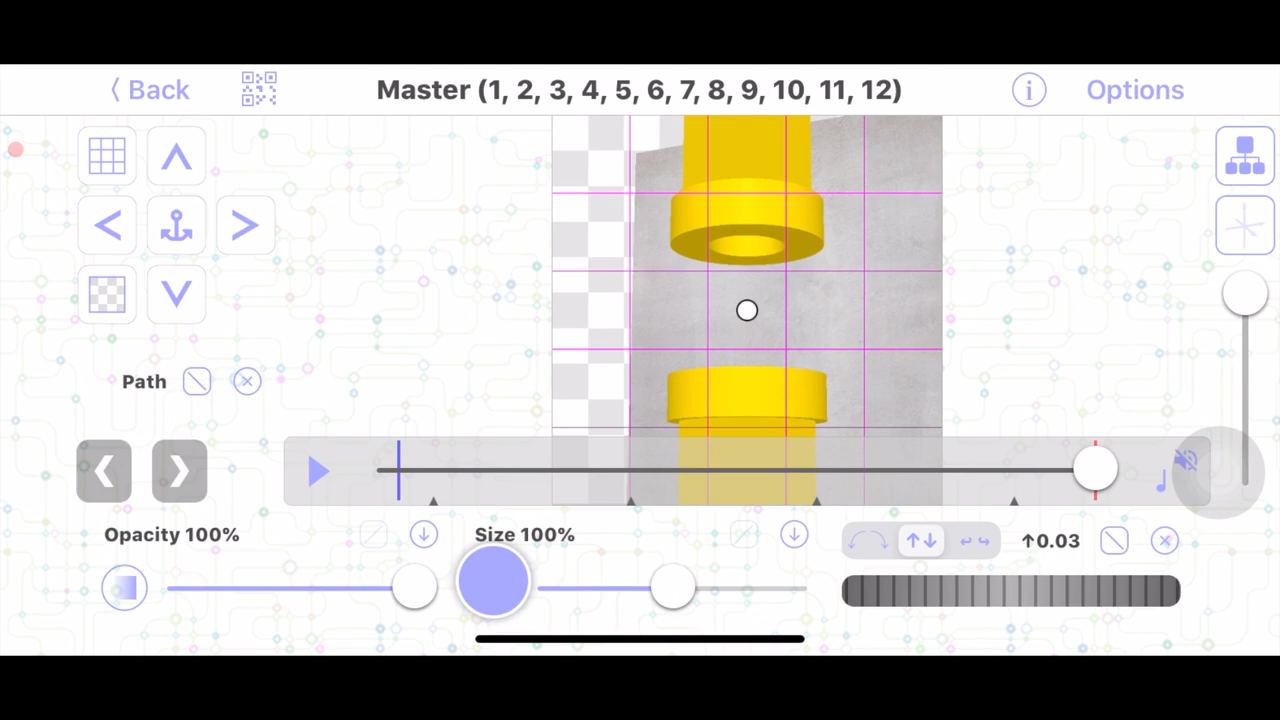 Back
Master (1, 2, 3, 4, 5, 6, 7, 8, 9, 10, 11, 12)
Options
Path
Opacity 100%
Size 100%
↑0.03